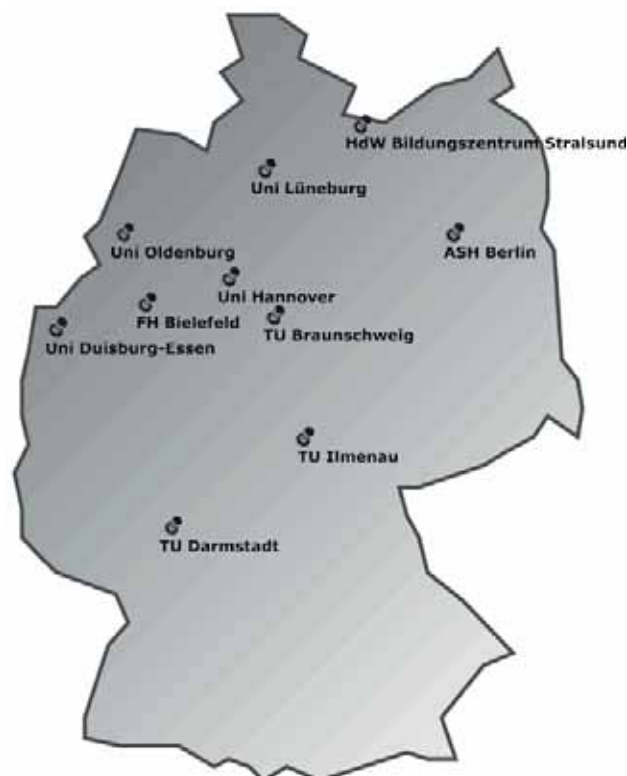 HdW Bildungszentrum Stralsund
Uni Lüneburg
Uni Oldenburg
ASH Berlin
Uni Hannover
FH Bielefeld
TU Braunschweig
Uni Duisburg-Essen
TU Ilmenau
TU Darmstadt